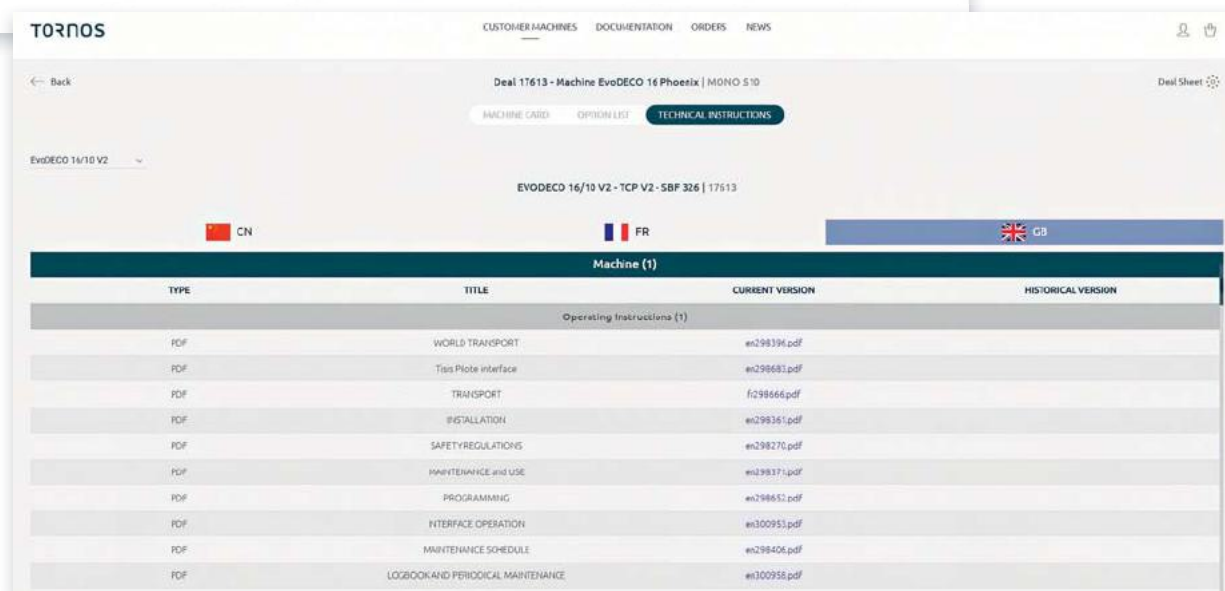 TORNOS CUSTOMER MACHINES DOCUMENTATION ORDERS NEWS
Back Deal 17613 - Machine EvoDECO 16 Phoenix | MONO S10 Deal Sheet
MACHINE CARD OPTION LIST TECHNICAL INSTRUCTIONS
EvoDECO 16/10 V2
EVODECO 16/10 V2 - TCP V2 - SBF 326 | 17613
CN FR GB
Machine (1)
TYPE TITLE CURRENT VERSION HISTORICAL VERSION
Operating Instructions (1)
PDF WORLD TRANSPORT en298396.pdf
PDF Tisis Plote interface en298683.pdf
PDF TRANSPORT fr298666.pdf
PDF INSTALLATION en298361.pdf
PDF SAFETY REGULATIONS en298270.pdf
PDF MAINTENANCE and USE en298371.pdf
PDF PROGRAMMING en298652.pdf
PDF INTERFACE OPERATION en300953.pdf
PDF MAINTENANCE SCHEDULE en298406.pdf
PDF LOGBOOK AND PERIODICAL MAINTENANCE en300958.pdf